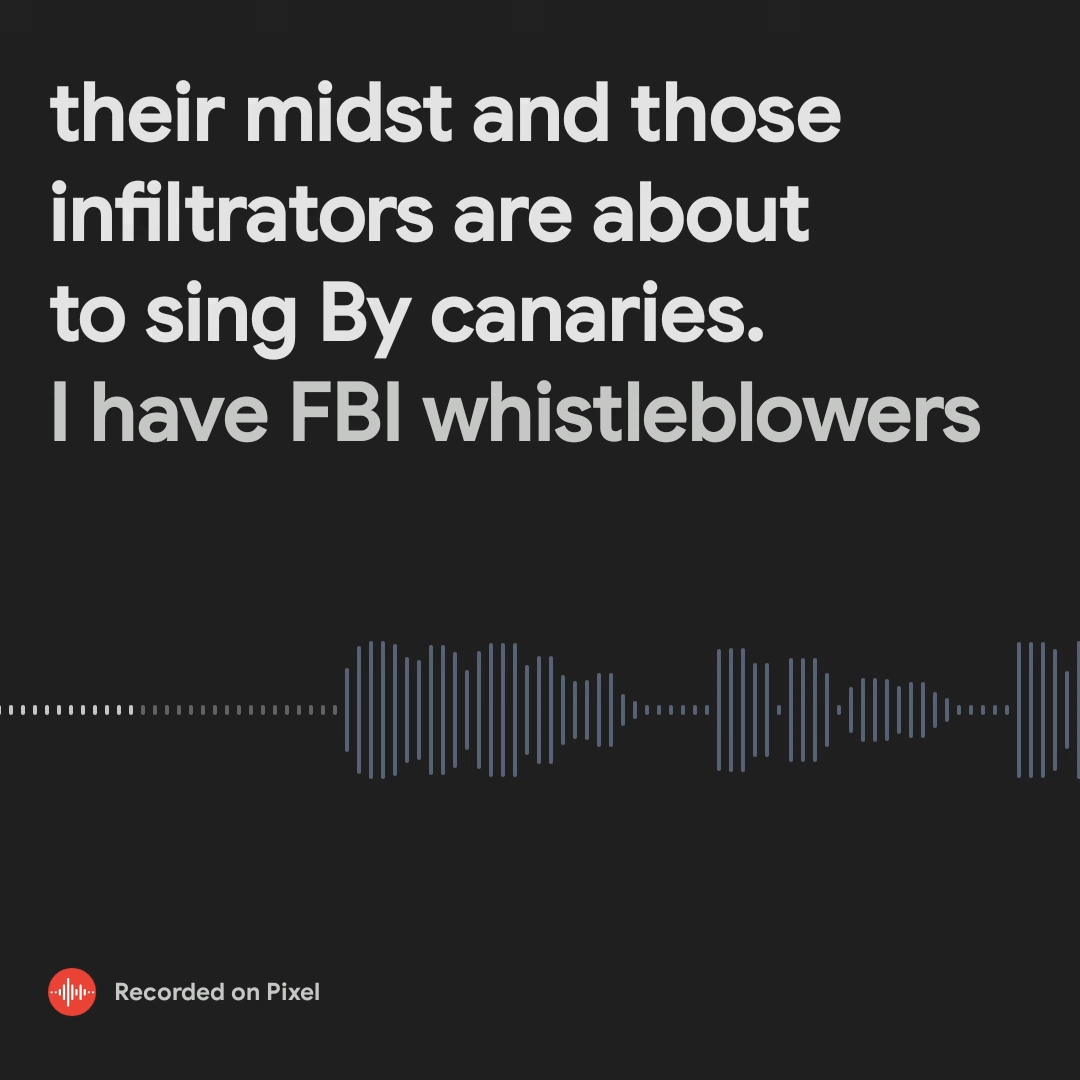 their midst and those
infiltrators are about
to sing By canaries.
I have FBI whistleblowers
Recorded on Pixel